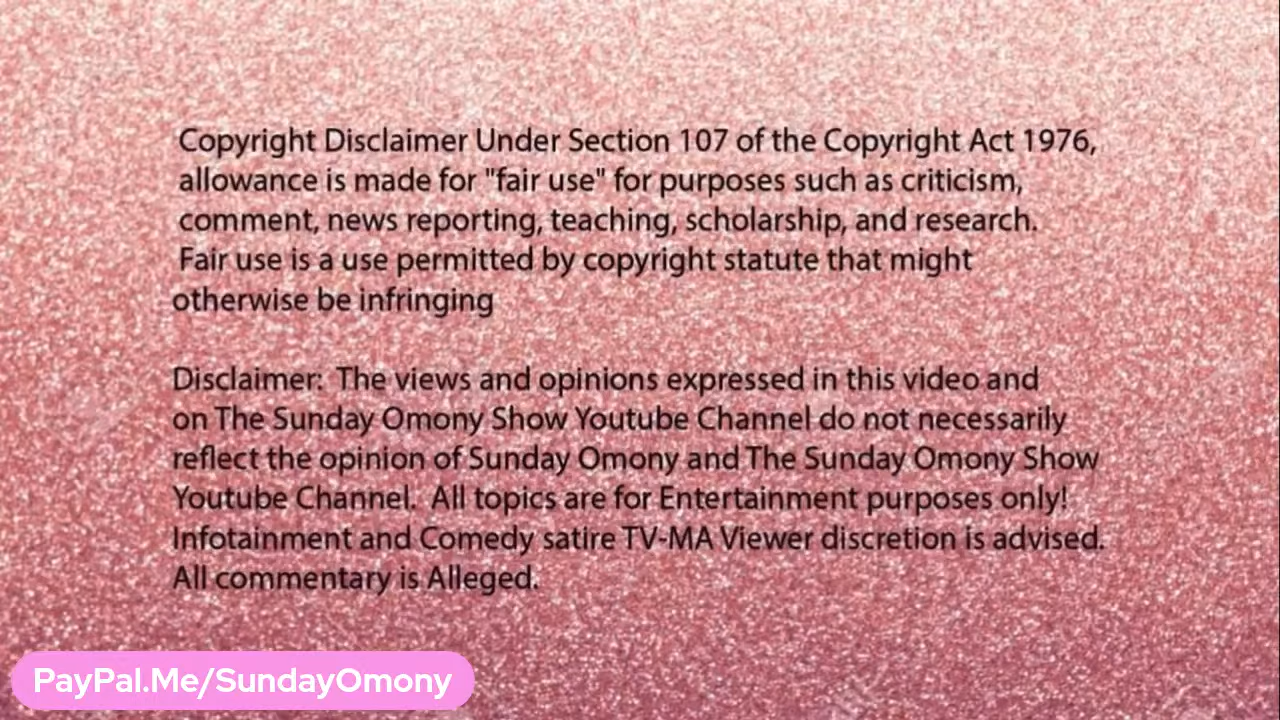 Copyright Disclaimer Under Section 107 of the Copyright Act 1976,
allowance is made for "fair use" for purposes such as criticism,
comment, news reporting, teaching, scholarship, and research.
Fair use is a use permitted by copyright statute that might
otherwise be infringing
Disclaimer:  The views and opinions expressed in this video and
on The Sunday Omony Show Youtube Channel do not necessarily
reflect the opinion of Sunday Omony and The Sunday Omony Show
Youtube Channel.  All topics are for Entertainment purposes only!
Infotainment and Comedy satire TV-MA Viewer discretion is advised.
All commentary is Alleged.
PayPal.Me/SundayOmony